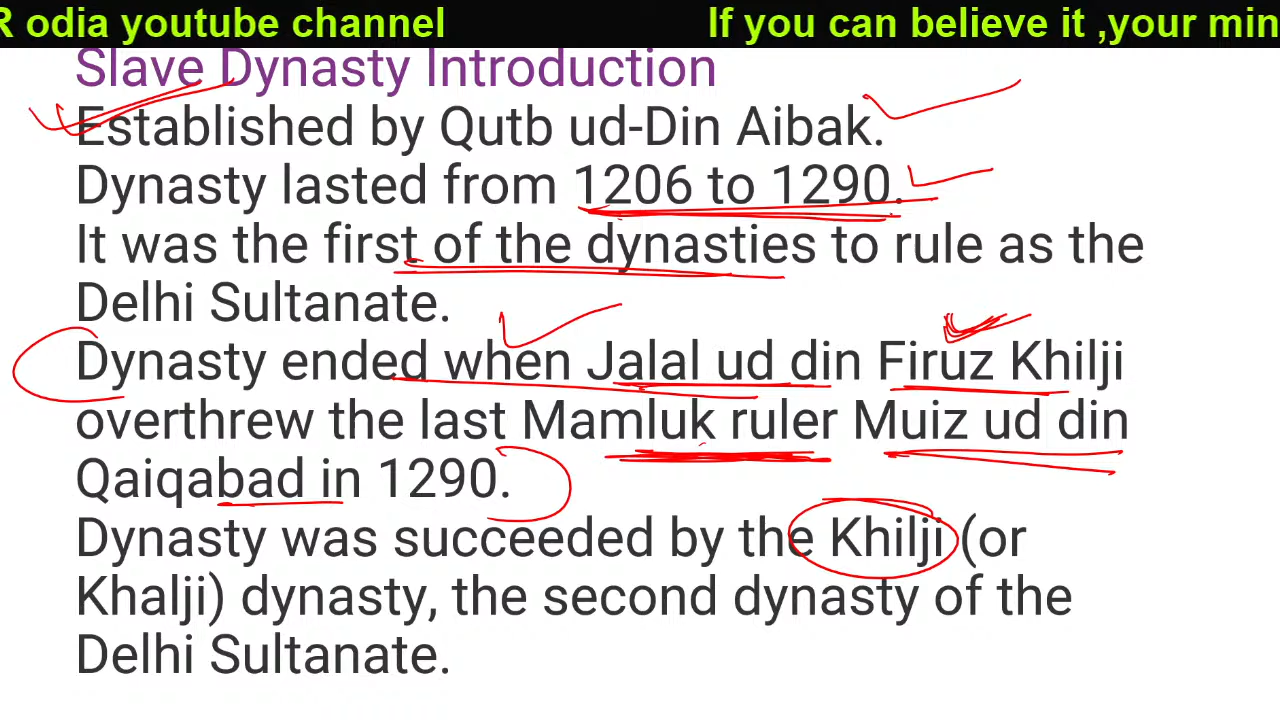 R odia youtube channel If you can believe it ,your min
Slave Dynasty Introduction
Established by Qutb ud-Din Aibak.
Dynasty lasted from 1206 to 1290.
It was the first of the dynasties to rule as the
Delhi Sultanate.
Dynasty ended when Jalal ud din Firuz Khilji
overthrew the last Mamluk ruler Muiz ud din
Qaiqabad in 1290.
Dynasty was succeeded by the Khilji (or
Khalji) dynasty, the second dynasty of the
Delhi Sultanate.